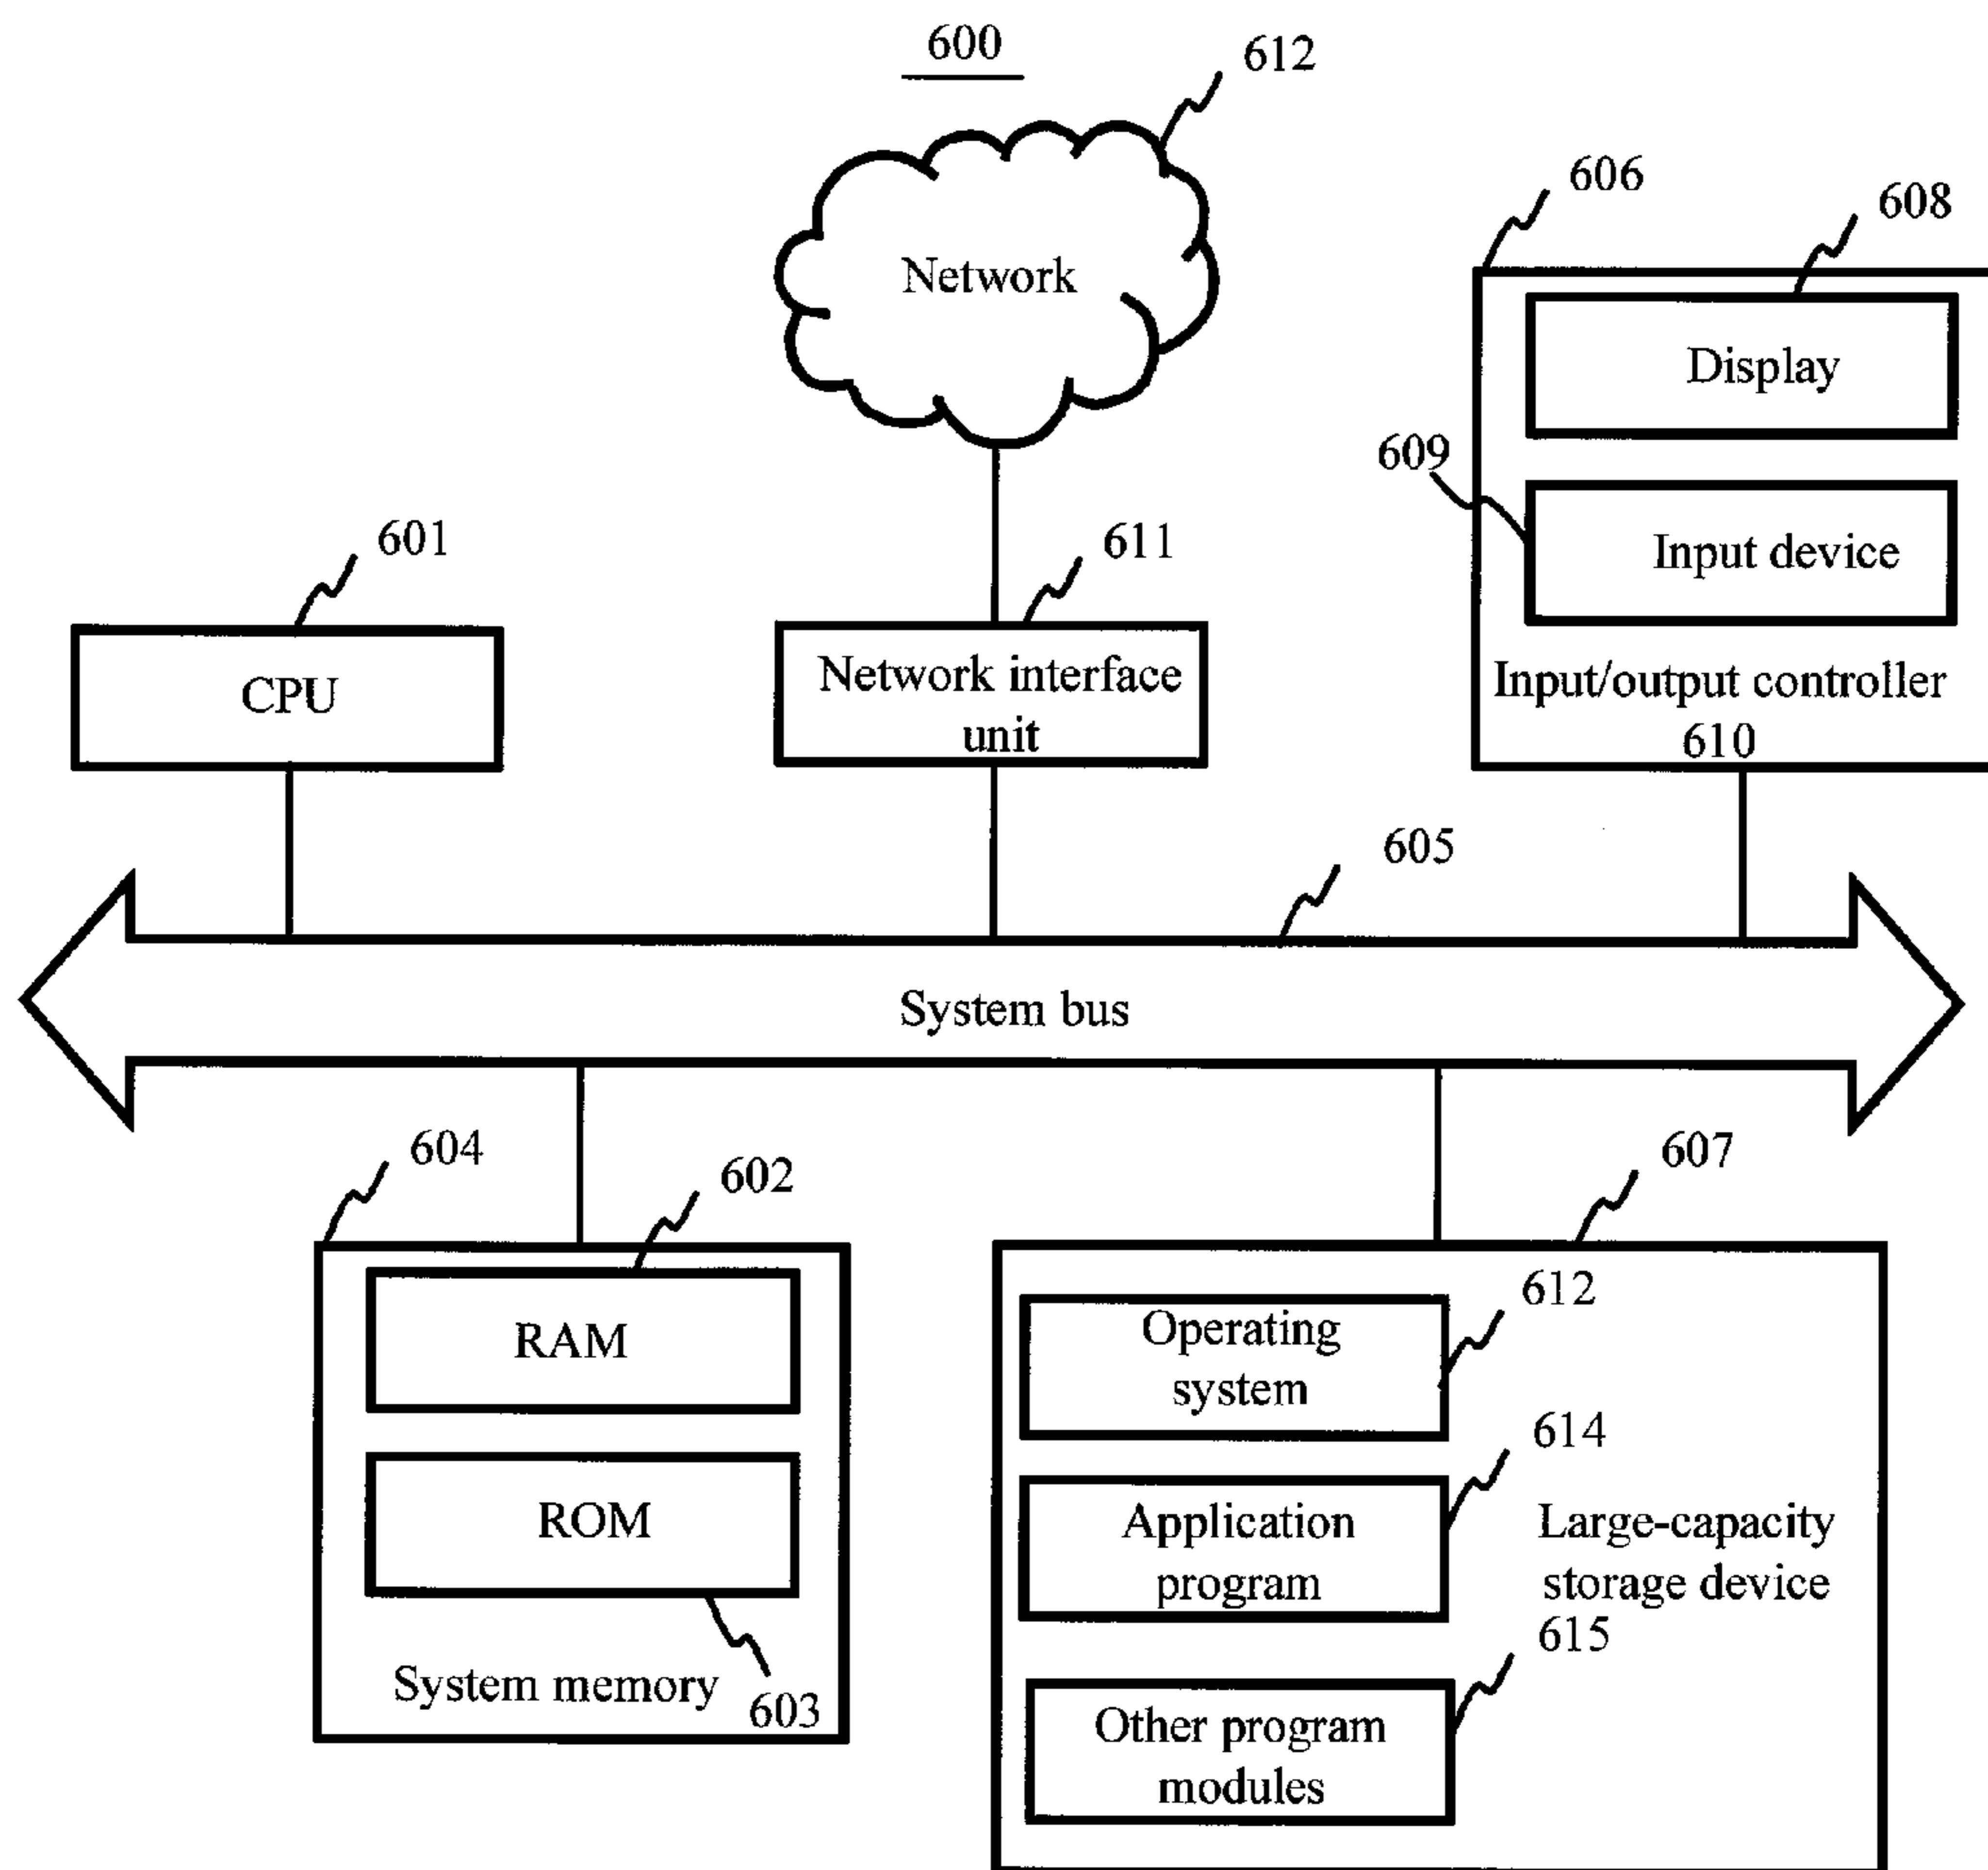 600
612
Network
606
608
Display
609
Input device
Input/output controller
610
601
CPU
611
Network interface
unit
605
System bus
604
602
RAM
ROM
System memory
603
607
612
Operating
system
614
Application
program
Large-capacity
storage device
615
Other program
modules